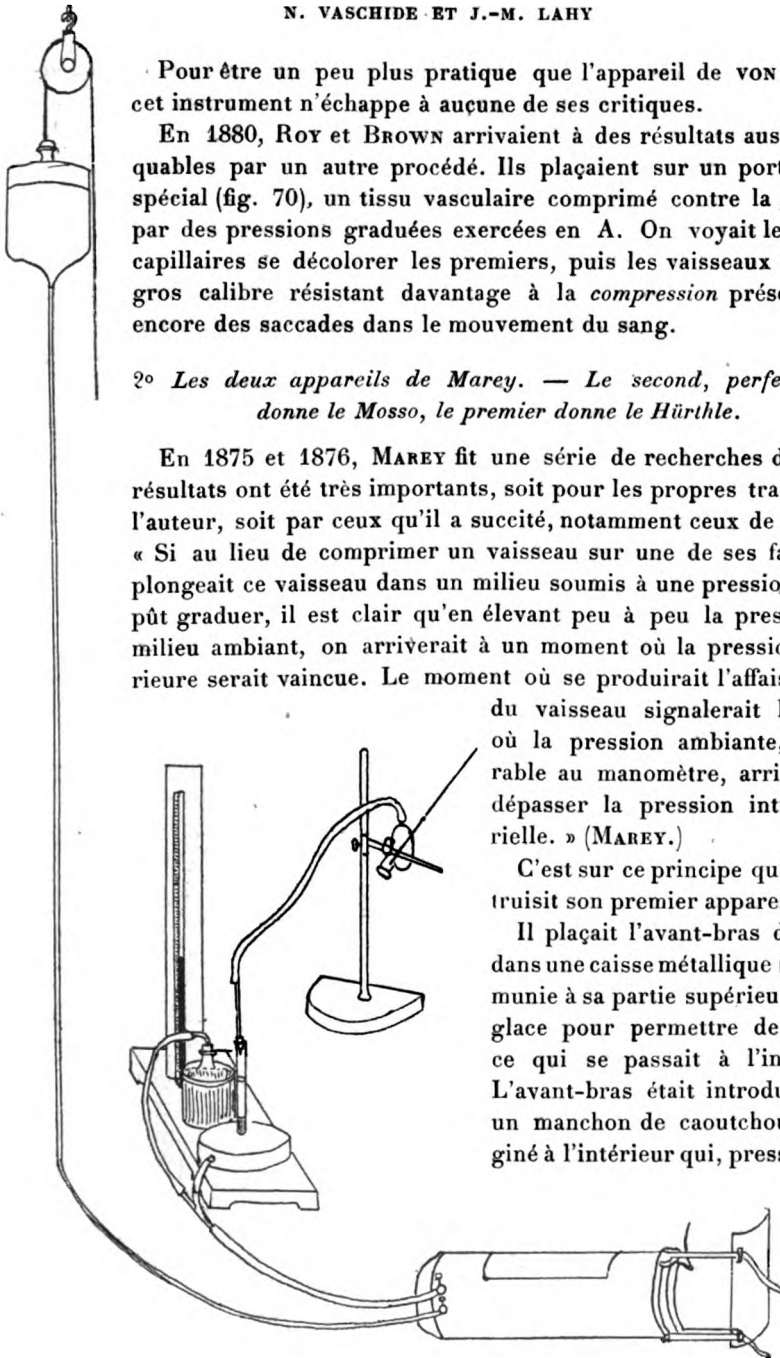 N. VASCHIDE ET J.-M. LAHY
Pour être un peu plus pratique que l'appareil de VON
cet instrument n'échappe à aucune de ses critiques.
En 1880, ROY et BROWN arrivaient à des résultats aus
quables par un autre procédé. Ils plaçaient sur un port
spécial (fig. 70), un tissu vasculaire comprimé contre la
par des pressions graduées exercées en A. On voyait le
capillaires se décolorer les premiers, puis les vaisseaux
gros calibre résistant davantage à la compression prés
encore des saccades dans le mouvement du sang.
2º Les deux appareils de Marey. — Le second, perfe
donne le Mosso, le premier donne le Hürthle.
En 1875 et 1876, MAREY fit une série de recherches d
résultats ont été très importants, soit pour les propres tra
l'auteur, soit par ceux qu'il a succité, notamment ceux de
« Si au lieu de comprimer un vaisseau sur une de ses fa
plongeait ce vaisseau dans un milieu soumis à une pressio
pût graduer, il est clair qu'en élevant peu à peu la pres
milieu ambiant, on arriverait à un moment où la pressio
rieure serait vaincue. Le moment où se produirait l'affais
du vaisseau signalerait l
où la pression ambiante,
rable au manomètre, arri
dépasser la pression int
rielle. » (MAREY.)
C'est sur ce principe qu
truisit son premier appare
Il plaçait l'avant-bras d
dans une caisse métallique
munie à sa partie supérieu
glace pour permettre de
ce qui se passait à l'in
L'avant-bras était introdu
un manchon de caoutchou
giné à l'intérieur qui, press